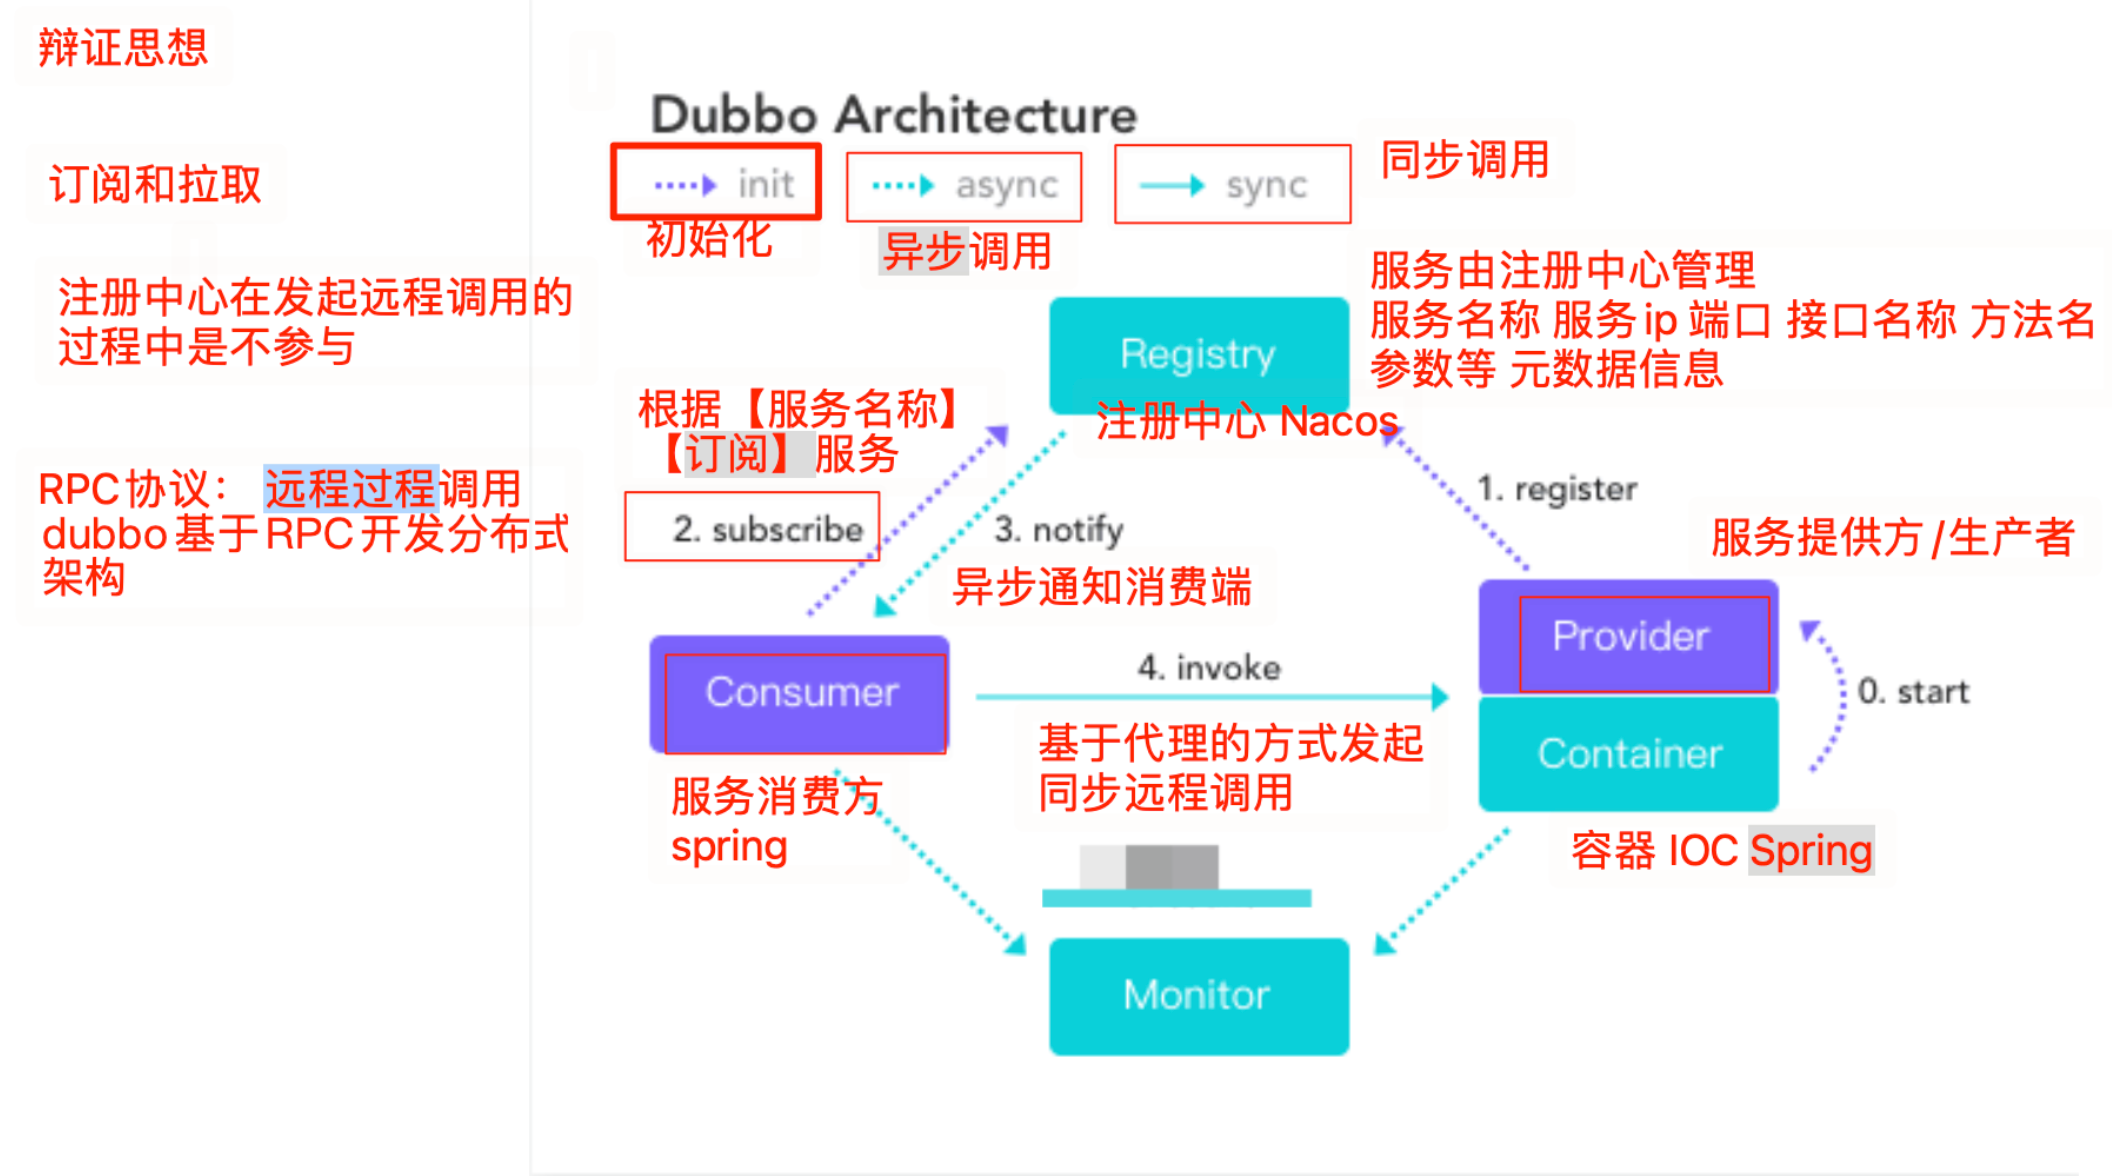 辩证思想
订阅和拉取
注册中心在发起远程调用的
过程中是不参与
RPC协议： 远程过程调用
dubbo基于RPC开发分布式
架构
Dubbo Architecture
init
async
sync
同步调用
初始化
异步调用
服务由注册中心管理
服务名称 服务ip 端口 接口名称 方法名
参数等 元数据信息
Registry
注册中心 Nacos
根据【服务名称】
【订阅】服务
2. subscribe
3. notify
异步通知消费端
1. register
服务提供方/生产者
Provider
0. start
Container
Consumer
4. invoke
基于代理的方式发起
同步远程调用
服务消费方
spring
容器 IOC Spring
Monitor